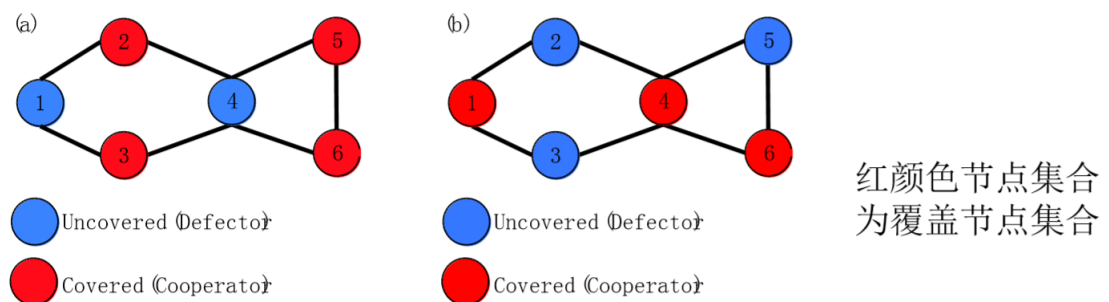 (a)
2
5
1
4
3
6
Uncovered (Defector)
Covered (Cooperator)
(b)
2
5
1
4
3
6
Uncovered (Defector)
Covered (Cooperator)
红颜色节点集合
为覆盖节点集合